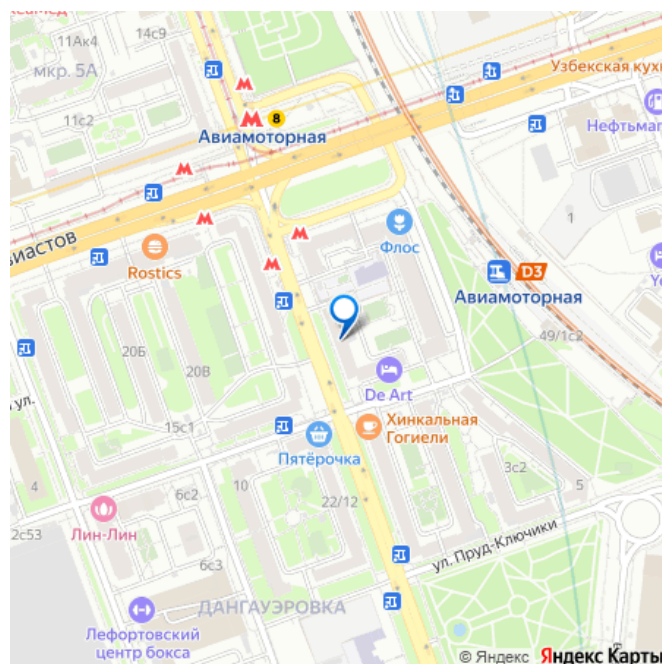 14с9
11Ак4
мкр. 5А
11с2
8
Авиамоторная
Узбекская кухн
Нефтьмаг
1
Флос
Rostics
D3
Авиамоторная
49/1с2
20Б
20В
De Art
ул.
15с1
Хинкальная
Гогиели
Пятёрочка
3с2
5
4
6с2
10
22/12
Лин-Лин
2с53
ул. Пруд-Ключики
6с3
ДАНГАУЭРОВКА
Лефортовский
центр бокса
© Яндекс Яндекс Карты